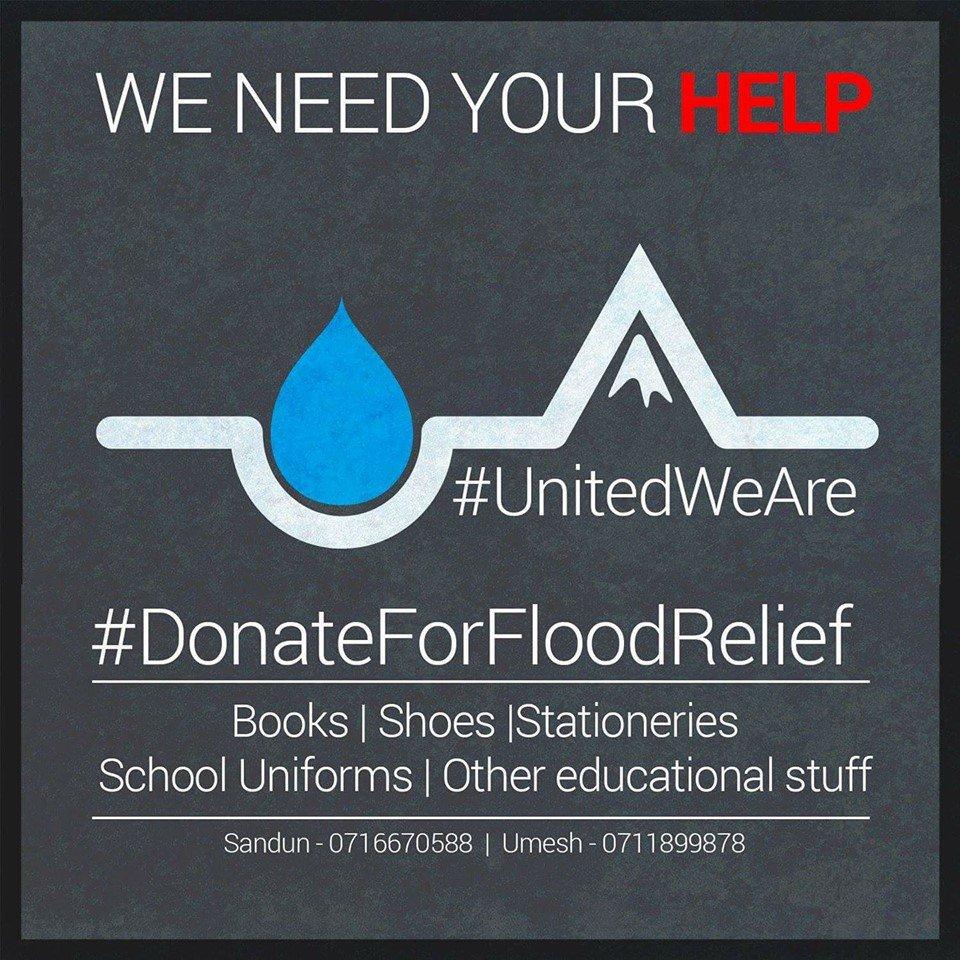 WE NEED YOUR HELP
#UnitedWeAre
#DonateForFloodRelief
Books | Shoes |Stationeries
School Uniforms | Other educational stuff
Sandun - 0716670588 | Umesh - 0711899878